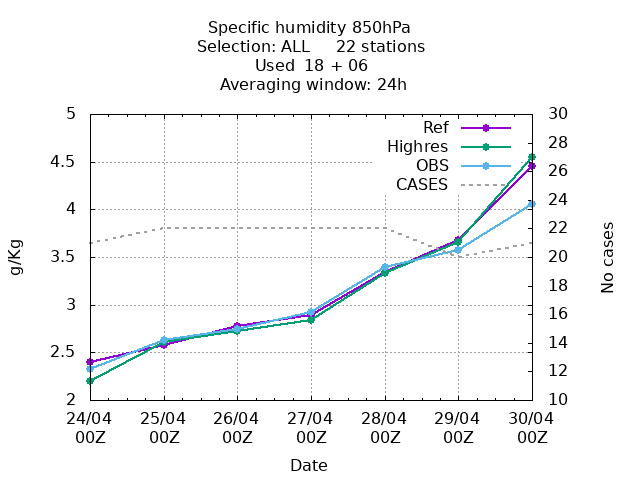 Specific humidity 850hPa
Selection: ALL     22 stations
Used  18 + 06
Averaging window: 24h
Ref
Highres
OBS
CASES
g/Kg
5
4.5
4
3.5
3
2.5
2
No cases
30
28
26
24
22
20
18
16
14
12
10
24/04 25/04 26/04 27/04 28/04 29/04 30/04
00Z 00Z 00Z 00Z 00Z 00Z 00Z
Date